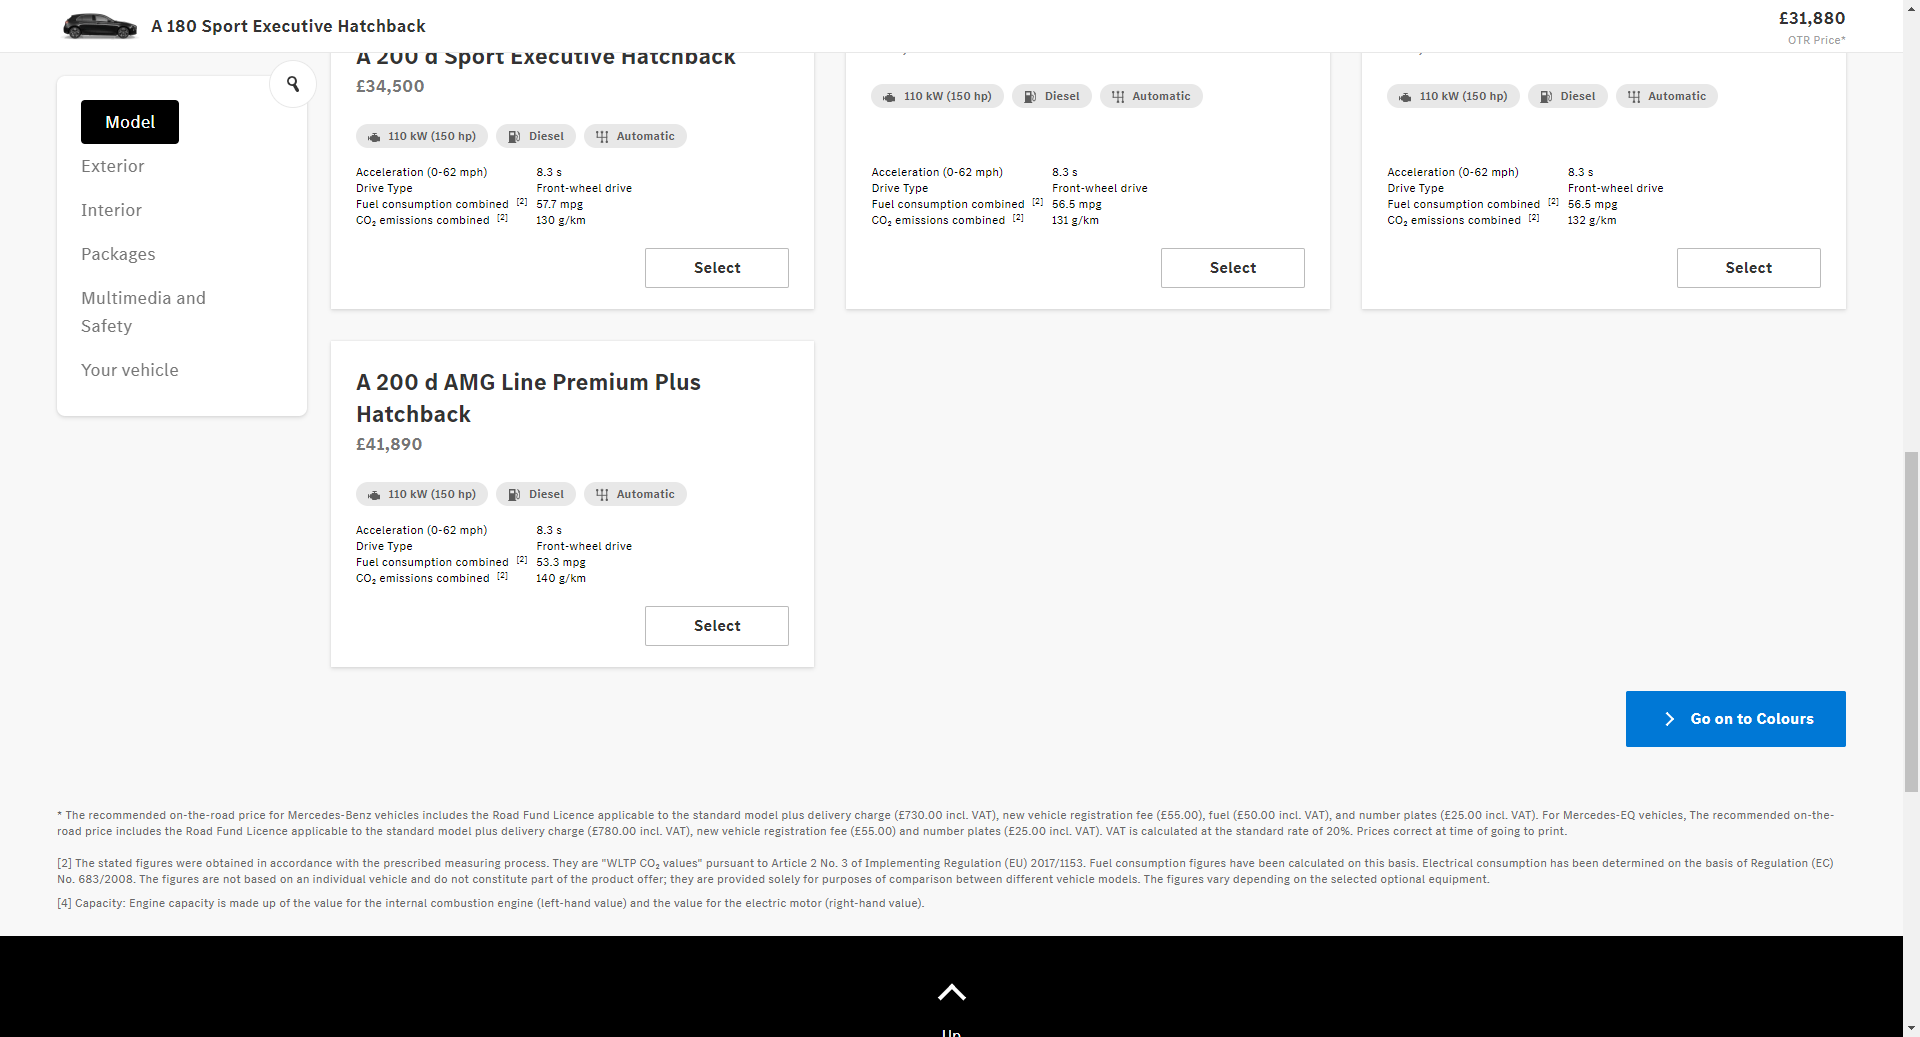 A 180 Sport Executive Hatchback
£31,880
OTR Price*
Model
Exterior
Interior
Packages
Multimedia and
Safety
Your vehicle
A 200 d Sport Executive Hatchback
£34,500
110 kW (150 hp) Diesel Automatic
Acceleration (0-62 mph) 8.3 s
Drive Type Front-wheel drive
Fuel consumption combined [2] 57.7 mpg
CO₂ emissions combined [2] 130 g/km
Select
110 kW (150 hp) Diesel Automatic
Acceleration (0-62 mph) 8.3 s
Drive Type Front-wheel drive
Fuel consumption combined [2] 56.5 mpg
CO₂ emissions combined [2] 131 g/km
Select
110 kW (150 hp) Diesel Automatic
Acceleration (0-62 mph) 8.3 s
Drive Type Front-wheel drive
Fuel consumption combined [2] 56.5 mpg
CO₂ emissions combined [2] 132 g/km
Select
A 200 d AMG Line Premium Plus
Hatchback
£41,890
110 kW (150 hp) Diesel Automatic
Acceleration (0-62 mph) 8.3 s
Drive Type Front-wheel drive
Fuel consumption combined [2] 53.3 mpg
CO₂ emissions combined [2] 140 g/km
Select
Go on to Colours
* The recommended on-the-road price for Mercedes-Benz vehicles includes the Road Fund Licence applicable to the standard model plus delivery charge (£730.00 incl. VAT), new vehicle registration fee (£55.00), fuel (£50.00 incl. VAT), and number plates (£25.00 incl. VAT). For Mercedes-EQ vehicles, The recommended on-the-
road price includes the Road Fund Licence applicable to the standard model plus delivery charge (£780.00 incl. VAT), new vehicle registration fee (£55.00) and number plates (£25.00 incl. VAT). VAT is calculated at the standard rate of 20%. Prices correct at time of going to print.
[2] The stated figures were obtained in accordance with the prescribed measuring process. They are "WLTP CO₂ values" pursuant to Article 2 No. 3 of Implementing Regulation (EU) 2017/1153. Fuel consumption figures have been calculated on this basis. Electrical consumption has been determined on the basis of Regulation (EC)
No. 683/2008. The figures are not based on an individual vehicle and do not constitute part of the product offer; they are provided solely for purposes of comparison between different vehicle models. The figures vary depending on the selected optional equipment.
[4] Capacity: Engine capacity is made up of the value for the internal combustion engine (left-hand value) and the value for the electric motor (right-hand value).
Up